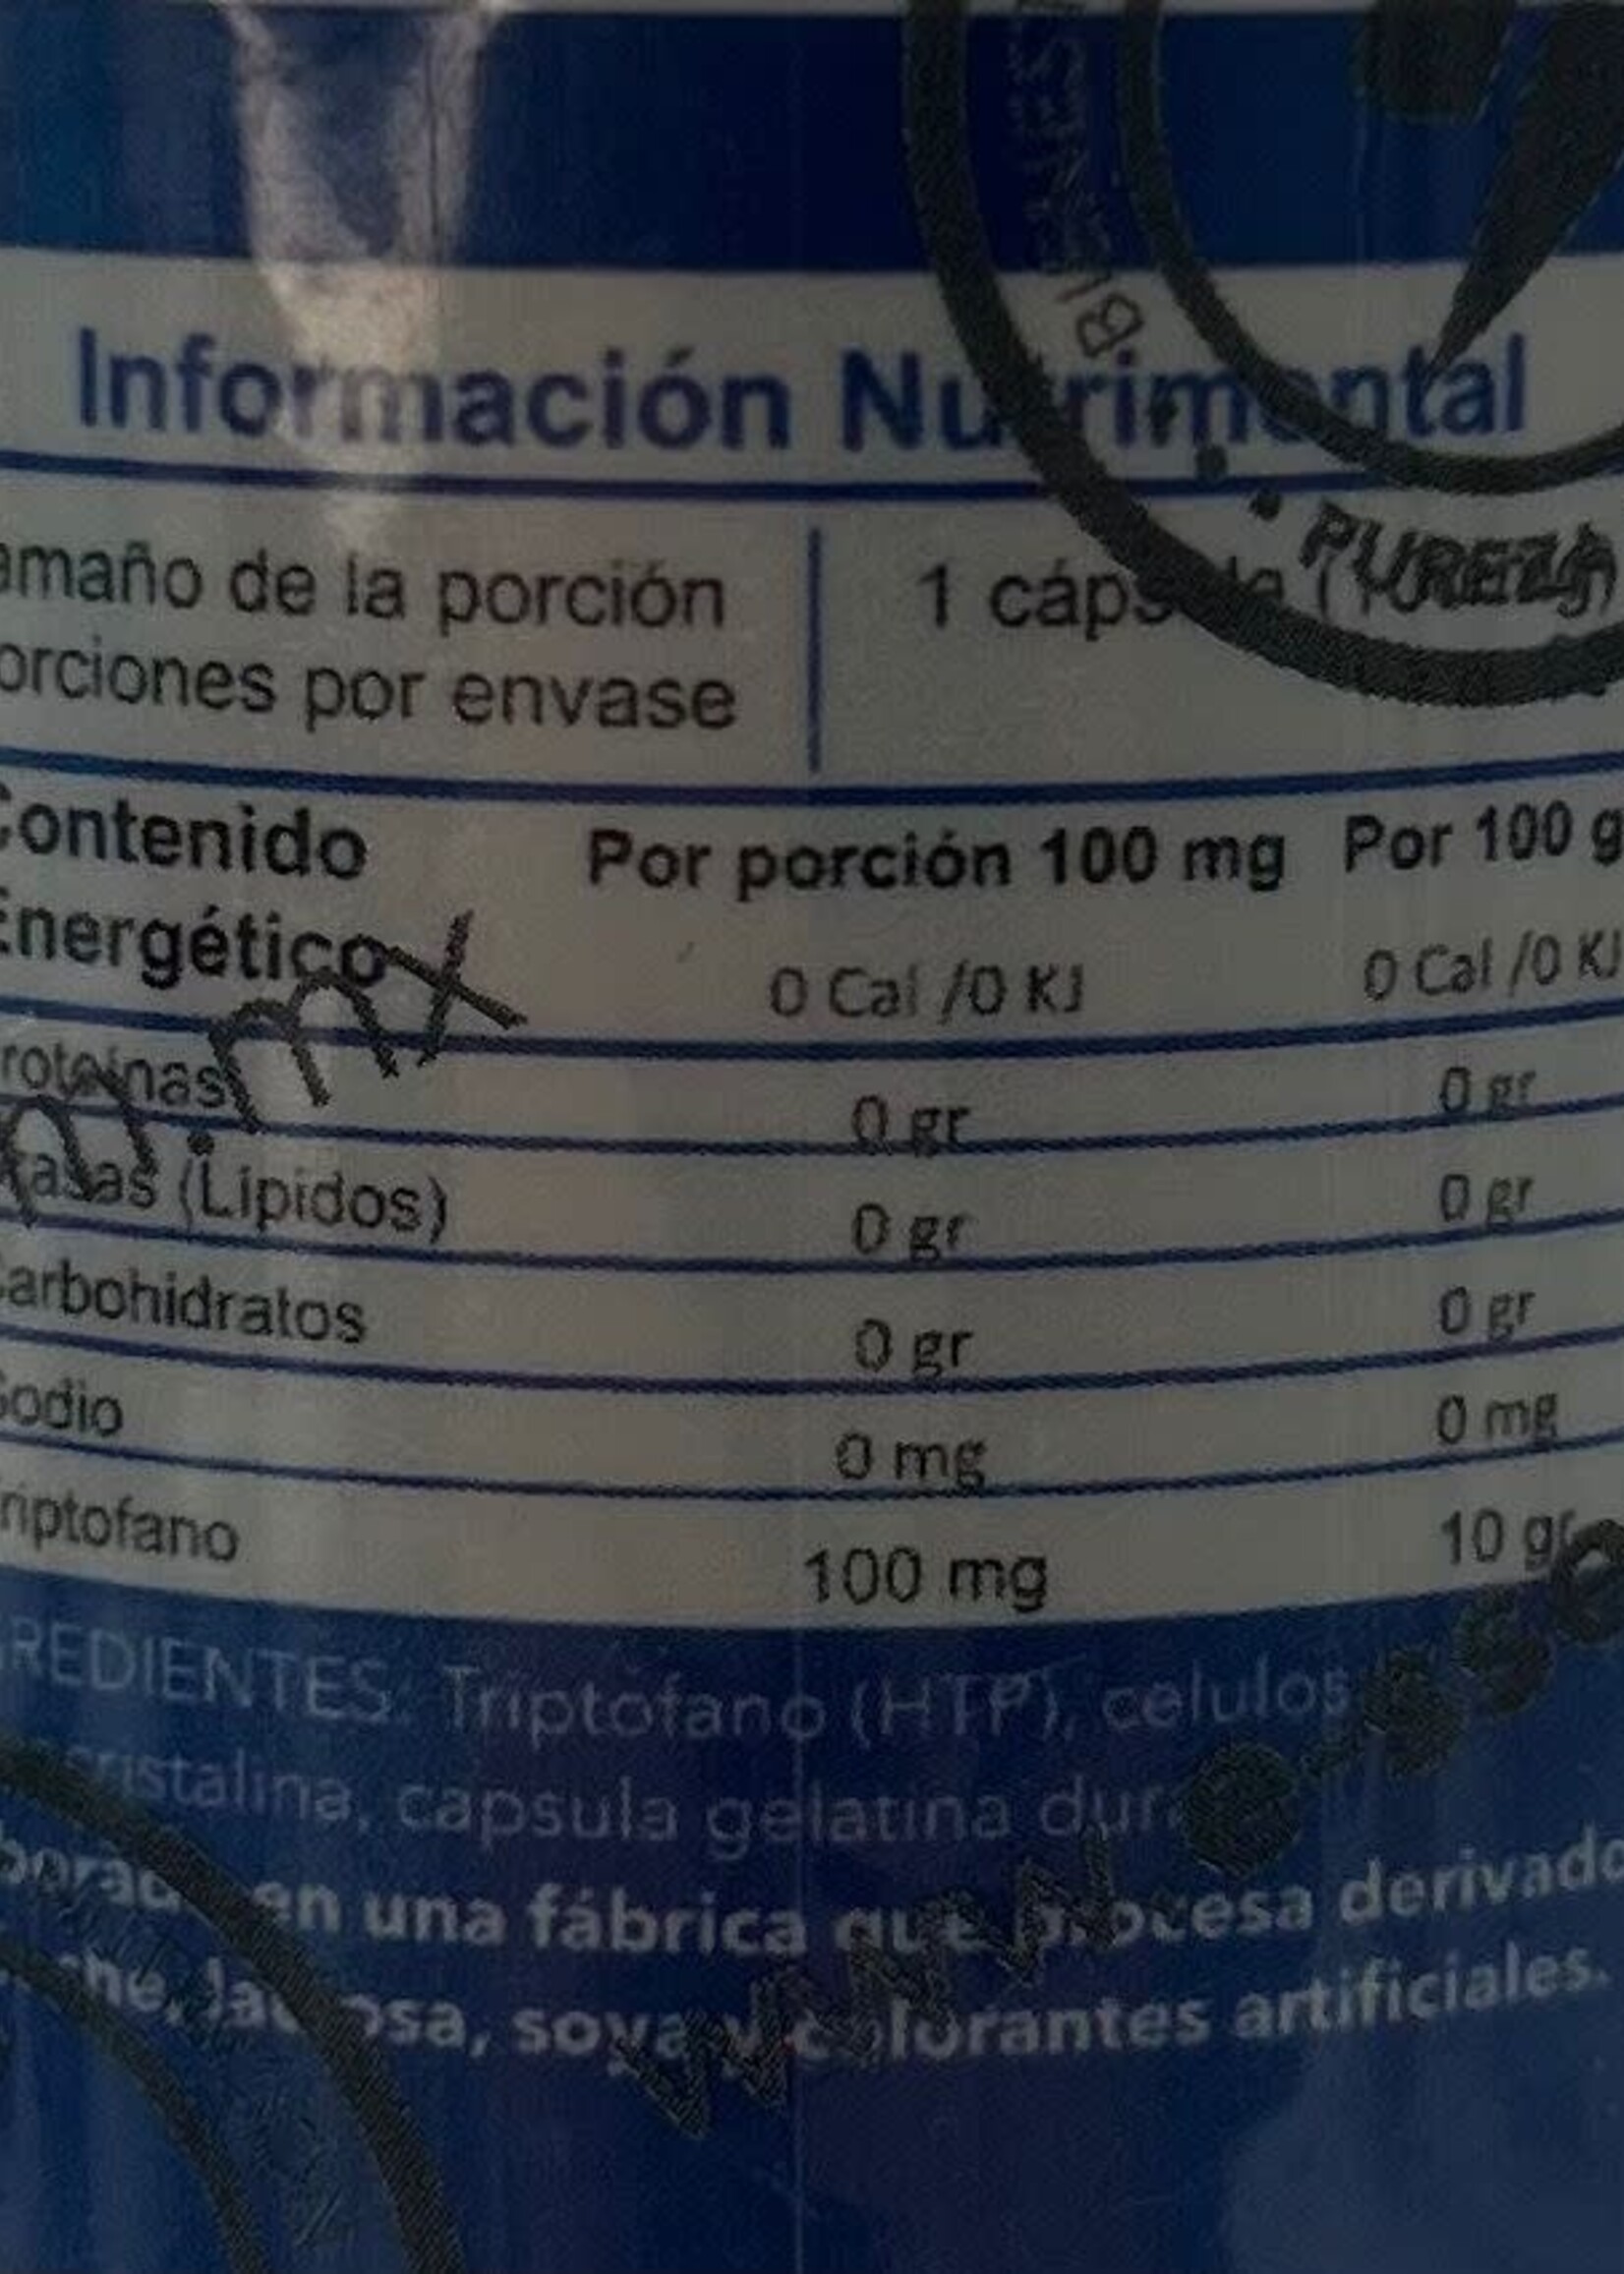 Información Nutrimental
amaño de la porción 1
orciones por envase
Contenido Por porción 100 mg Por 100 g
Energético 0 Cal /0 KJ 0 Cal /0 KJ
.mx
roteínas 0 gr 0 gr
(Lípidos) 0 gr 0 gr
Carbohidratos 0 gr 0 gr
Sodio 0 mg 0 mg
riptofano 100 mg 10 gr
REDIENTES: Triptofano (HTP), celulos
cristalina, capsula gelatina dura
en una fábrica que procesa derivado
soya y colorantes artificiales.
PUREZA
WWW